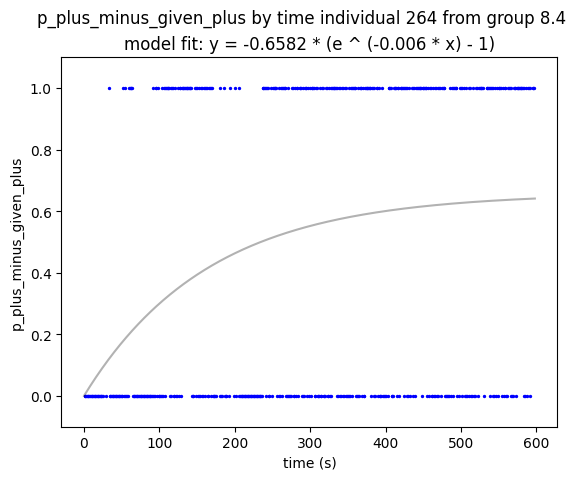 p_plus_minus_given_plus by time individual 264 from group 8.4
model fit: y = -0.6582 * (e ^ (-0.006 * x) - 1)
1.0
0.8
0.6
0.4
0.2
0.0
p_plus_minus_given_plus
0 100 200 300 400 500 600
time (s)